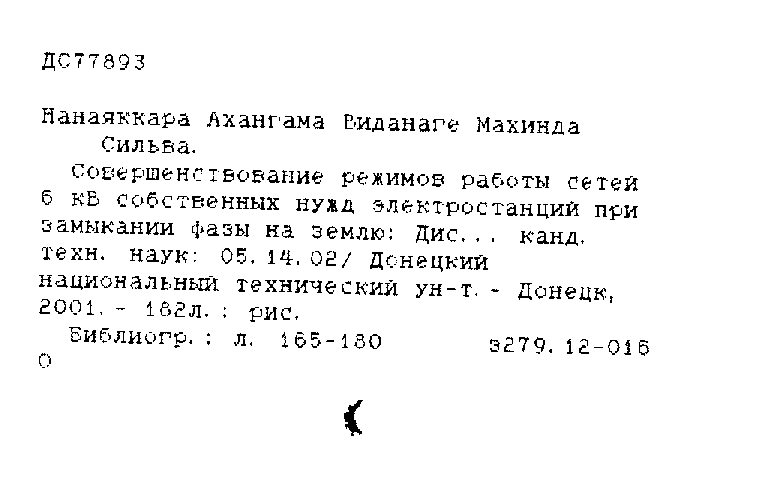 ДС77893
Нанаяккара Ахангама Виданаге Махинда
Сильва.
Совершенствование режимов работы сетей
6 кВ собственных нужд электростанций при
замыкании фазы на землю: Дис... канд.
техн. наук: 05.14.02/ Донецкий
национальный технический ун-т. - Донецк,
2001. - 182л.: рис.
Библиогр.: л. 165-180 з279.12-016
0